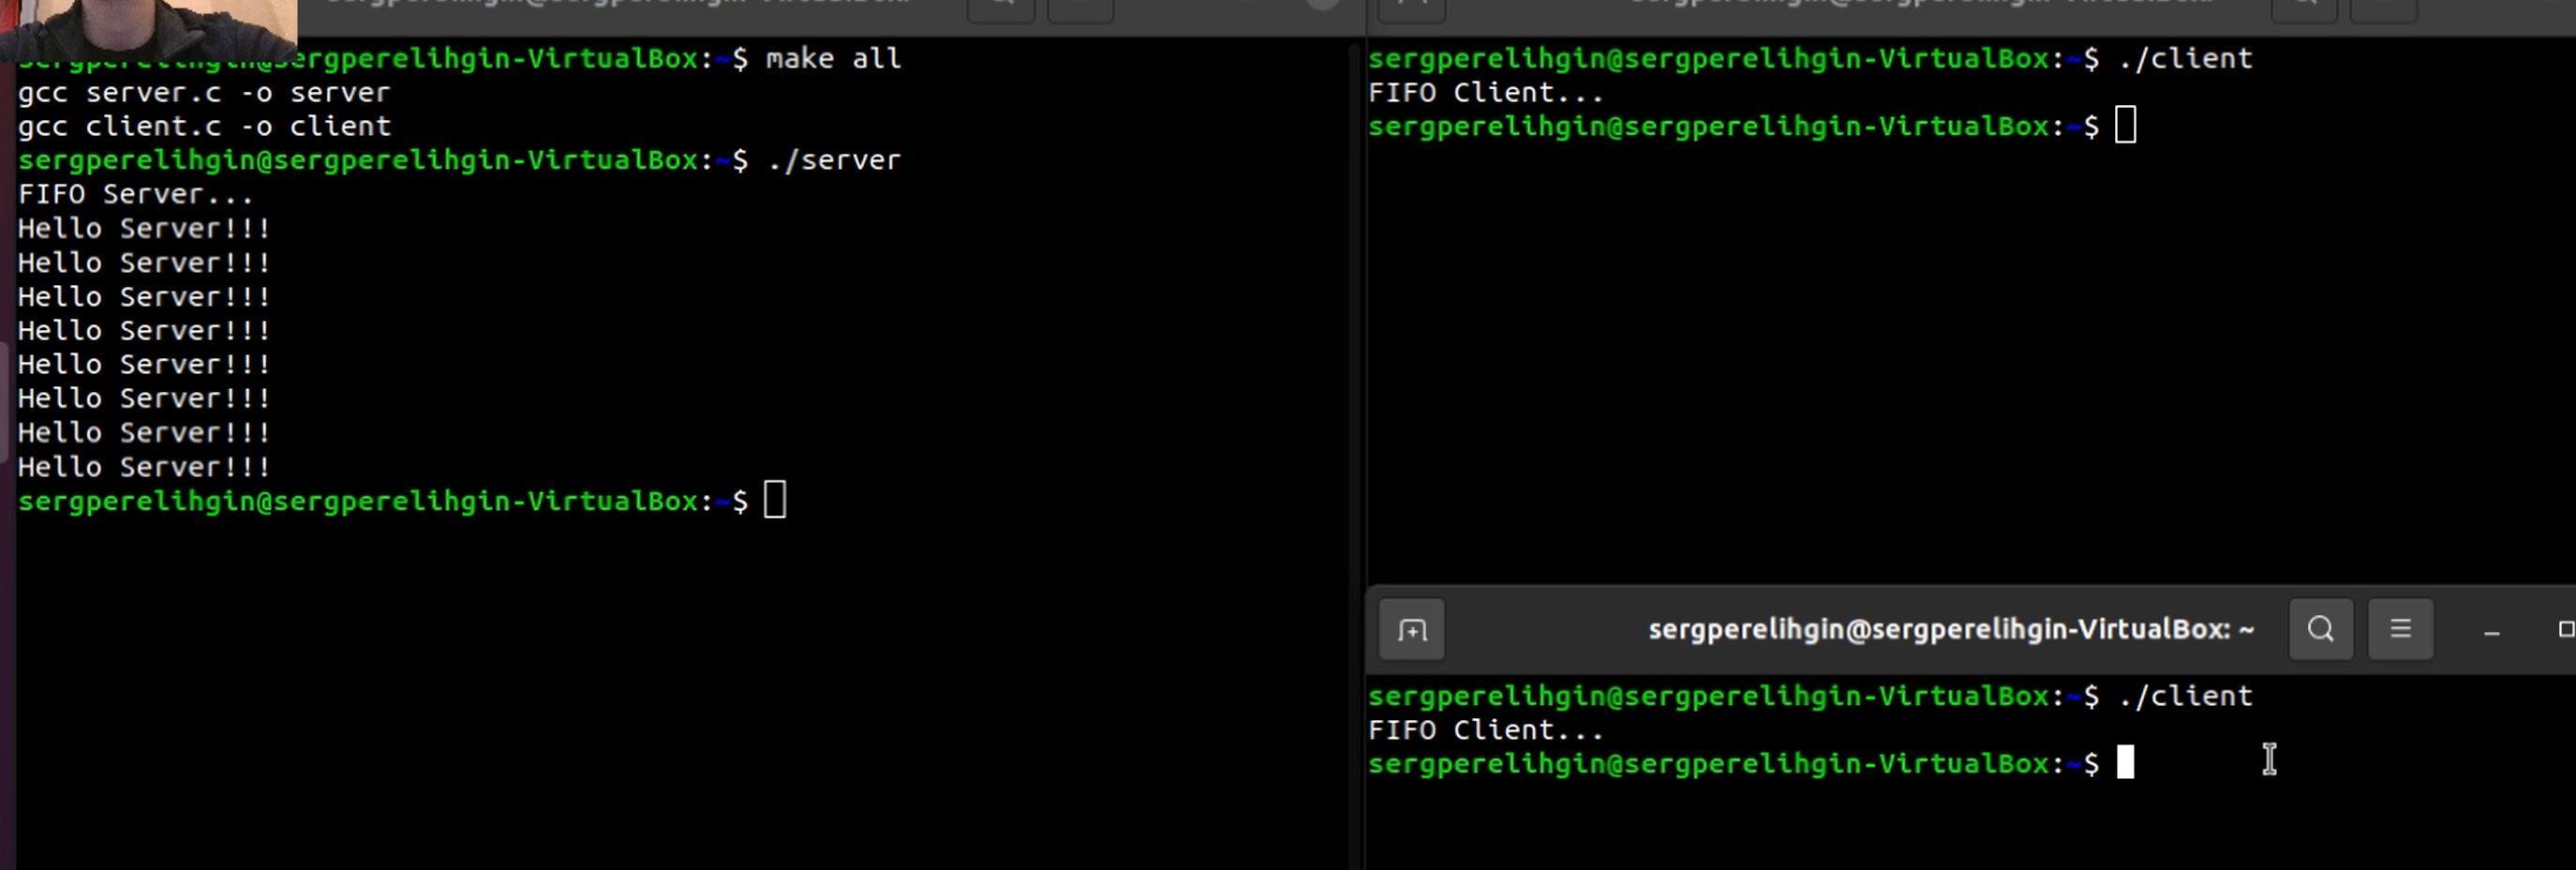 sergperelihgin@sergperelihgin-VirtualBox:~$ make all
gcc server.c -o server
gcc client.c -o client
sergperelihgin@sergperelihgin-VirtualBox:~$ ./server
FIFO Server...
Hello Server!!!
Hello Server!!!
Hello Server!!!
Hello Server!!!
Hello Server!!!
Hello Server!!!
Hello Server!!!
Hello Server!!!
sergperelihgin@sergperelihgin-VirtualBox:~$
sergperelihgin@sergperelihgin-VirtualBox:~$ ./client
FIFO Client...
sergperelihgin@sergperelihgin-VirtualBox:~$
sergperelihgin@sergperelihgin-VirtualBox: ~
sergperelihgin@sergperelihgin-VirtualBox:~$ ./client
FIFO Client...
sergperelihgin@sergperelihgin-VirtualBox:~$